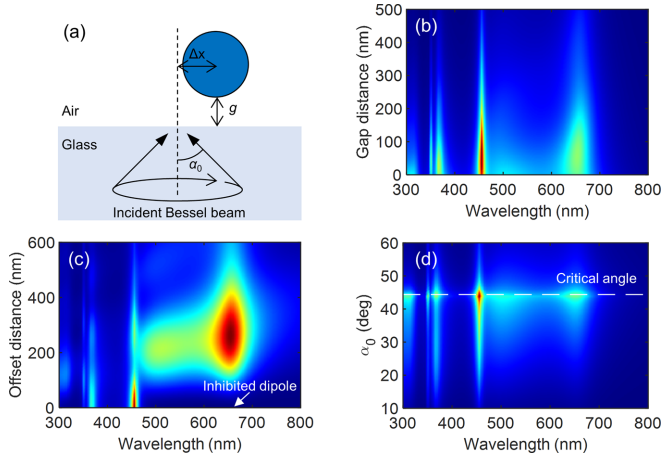 (a)
Δx
g
Air
Glass
α0
Incident Bessel beam
(b)
Gap distance (nm)
500
400
300
200
100
0
300 400 500 600 700 800
Wavelength (nm)
(c)
Offset distance (nm)
600
400
200
0
Inhibited dipole
300 400 500 600 700 800
Wavelength (nm)
(d)
α0 (deg)
60
50
40
30
20
10
Critical angle
300 400 500 600 700 800
Wavelength (nm)